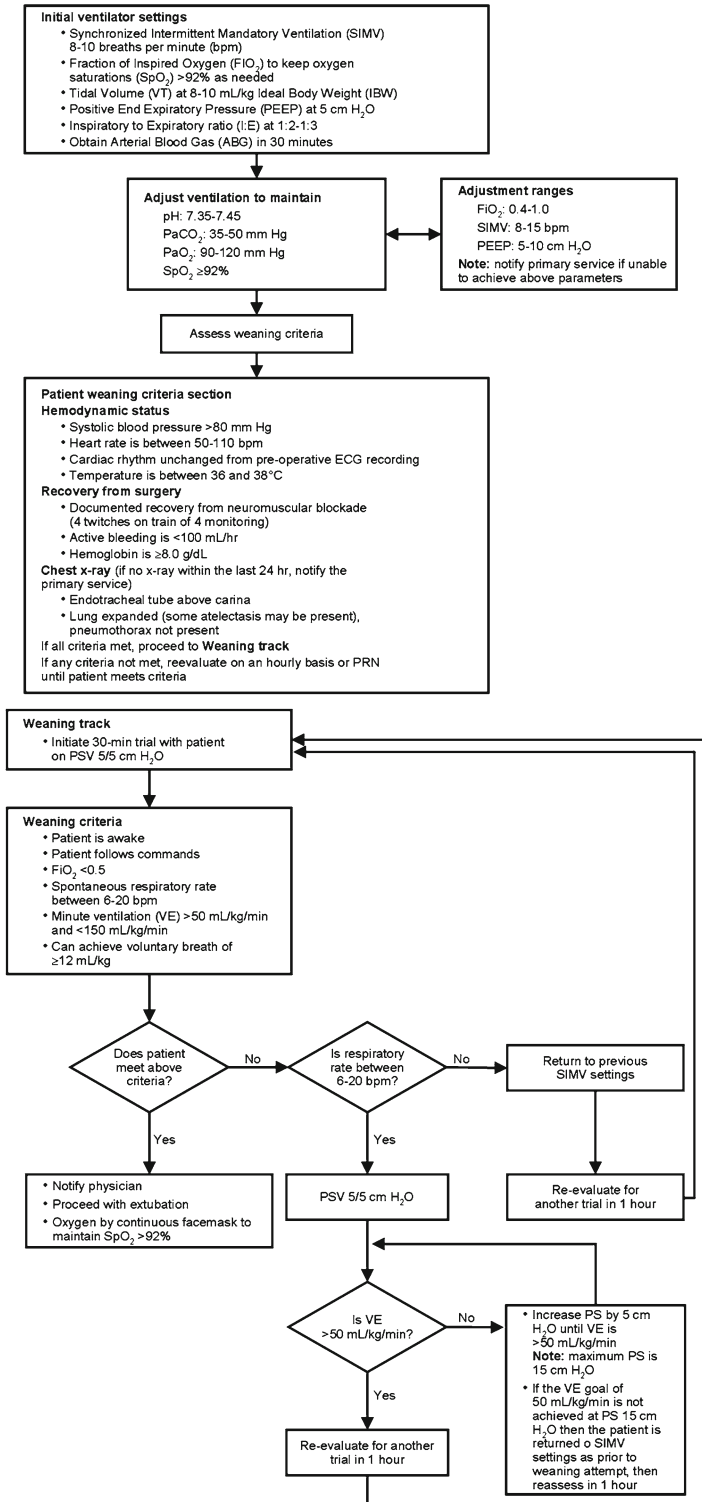 Initial ventilator settings
• Synchronized Intermittent Mandatory Ventilation (SIMV)
8-10 breaths per minute (bpm)
• Fraction of Inspired Oxygen (FIO₂) to keep oxygen
saturations (SpO₂) >92% as needed
• Tidal Volume (VT) at 8-10 mL/kg Ideal Body Weight (IBW)
• Positive End Expiratory Pressure (PEEP) at 5 cm H₂O
• Inspiratory to Expiratory ratio (I:E) at 1:2-1:3
• Obtain Arterial Blood Gas (ABG) in 30 minutes
Adjust ventilation to maintain
pH: 7.35-7.45
PaCO₂: 35-50 mm Hg
PaO₂: 90-120 mm Hg
SpO₂ ≥92%
Adjustment ranges
FiO₂: 0.4-1.0
SIMV: 8-15 bpm
PEEP: 5-10 cm H₂O
Note: notify primary service if unable
to achieve above parameters
Assess weaning criteria
Patient weaning criteria section
Hemodynamic status
• Systolic blood pressure >80 mm Hg
• Heart rate is between 50-110 bpm
• Cardiac rhythm unchanged from pre-operative ECG recording
• Temperature is between 36 and 38°C
Recovery from surgery
• Documented recovery from neuromuscular blockade
(4 twitches on train of 4 monitoring)
• Active bleeding is <100 mL/hr
• Hemoglobin is ≥8.0 g/dL
Chest x-ray (if no x-ray within the last 24 hr, notify the
primary service)
• Endotracheal tube above carina
• Lung expanded (some atelectasis may be present),
pneumothorax not present
If all criteria met, proceed to Weaning track
If any criteria not met, reevaluate on an hourly basis or PRN
until patient meets criteria
Weaning track
• Initiate 30-min trial with patient
on PSV 5/5 cm H₂O
Weaning criteria
• Patient is awake
• Patient follows commands
• FiO₂ <0.5
• Spontaneous respiratory rate
between 6-20 bpm
• Minute ventilation (VE) >50 mL/kg/min
and <150 mL/kg/min
• Can achieve voluntary breath of
≥12 mL/kg
Does patient
meet above
criteria?
No
Is respiratory
rate between
6-20 bpm?
No
Return to previous
SIMV settings
Yes
Yes
• Notify physician
• Proceed with extubation
• Oxygen by continuous facemask to
maintain SpO₂ >92%
PSV 5/5 cm H₂O
Re-evaluate for
another trial in 1 hour
Is VE
>50 mL/kg/min?
No
• Increase PS by 5 cm
H₂O until VE is
>50 mL/kg/min
Note: maximum PS is
15 cm H₂O
• If the VE goal of
50 mL/kg/min is not
achieved at PS 15 cm
H₂O then the patient is
returned o SIMV
settings as prior to
weaning attempt, then
reassess in 1 hour
Yes
Re-evaluate for another
trial in 1 hour